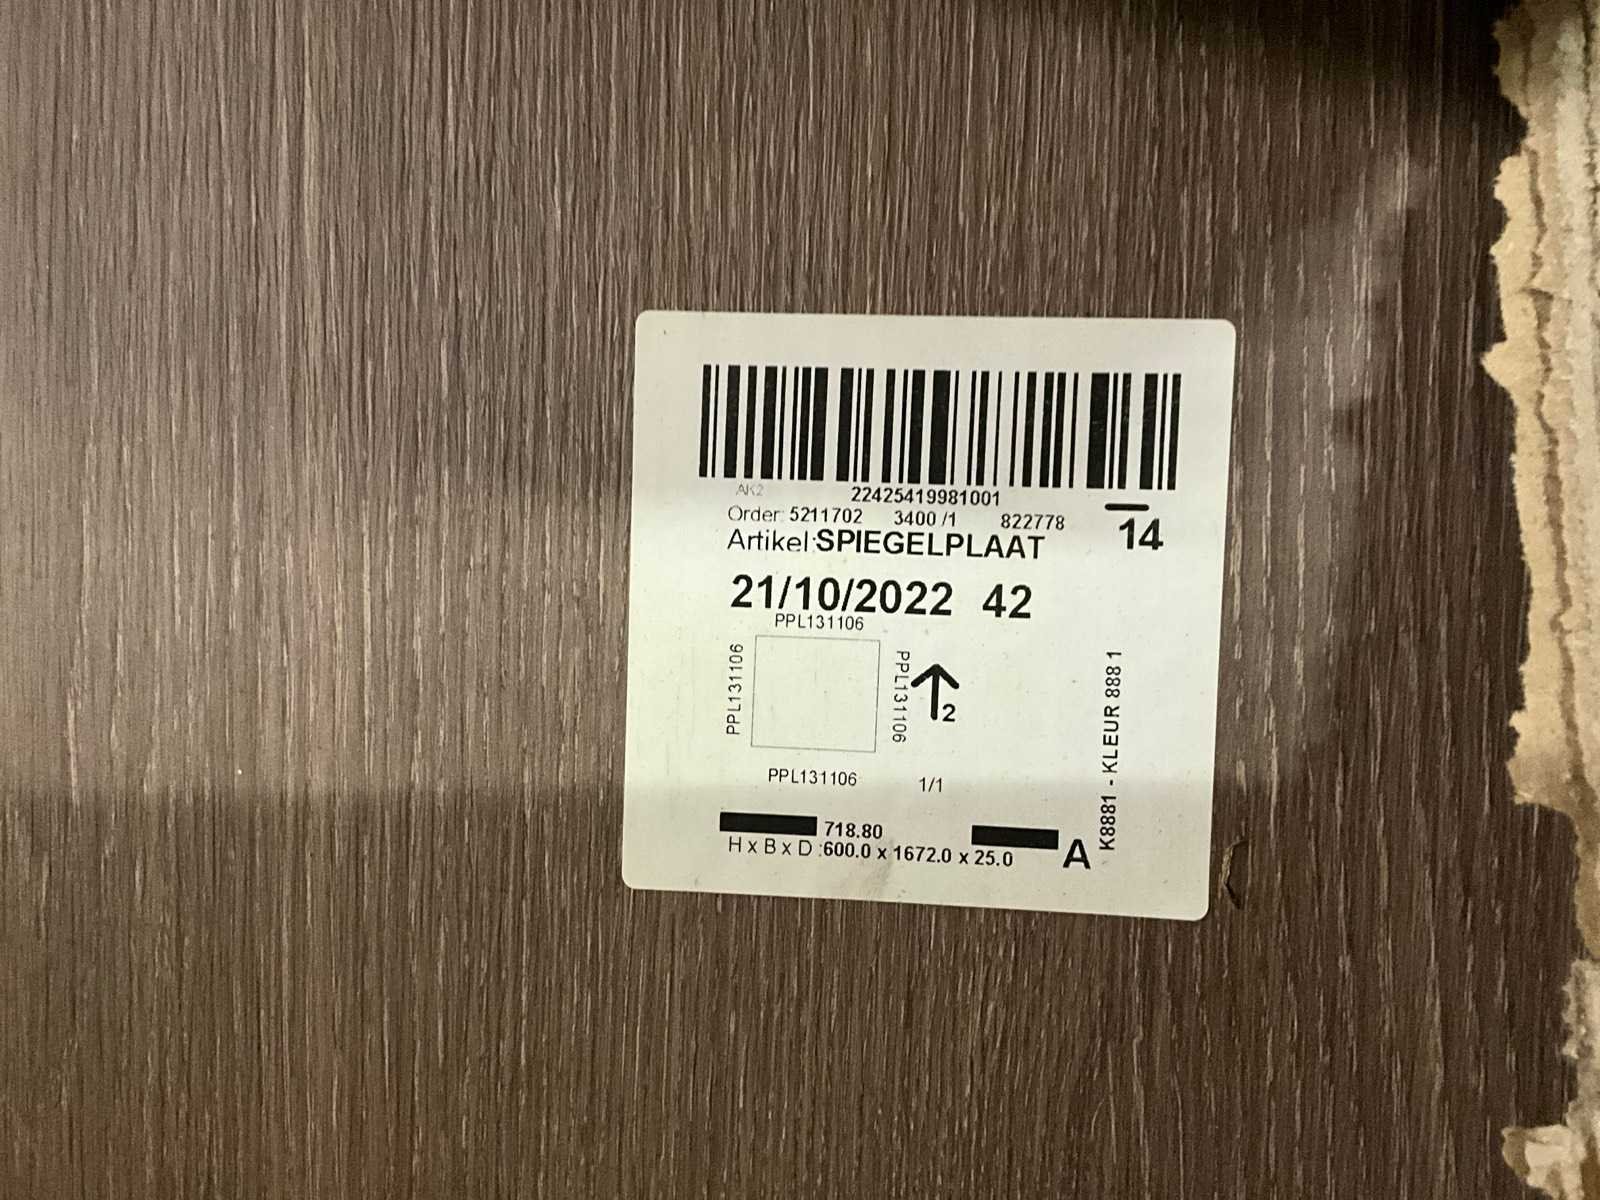 AK2
22425419981001
Order: 5211702 3400 /1 822778
14
Artikel:SPIEGELPLAAT
21/10/2022 42
PPL131106
PPL131106
PPL131106
2
PPL131106
1/1
K8881 - KLEUR 888 1
718.80
H x B x D :600.0 x 1672.0 x 25.0
A